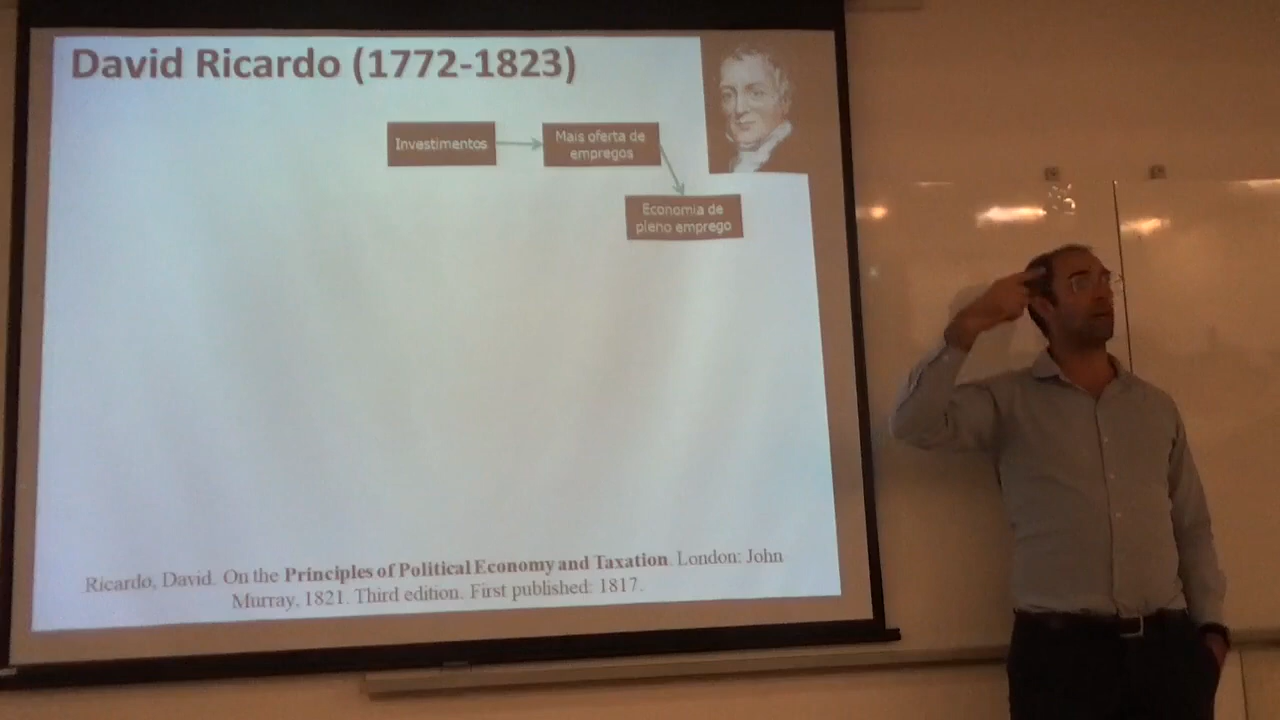 David Ricardo (1772-1823)
Investimentos
Mais oferta de
empregos
Economia de
pleno emprego
Ricardo, David. On the Principles of Political Economy and Taxation. London: John
Murray, 1821. Third edition. First published: 1817.